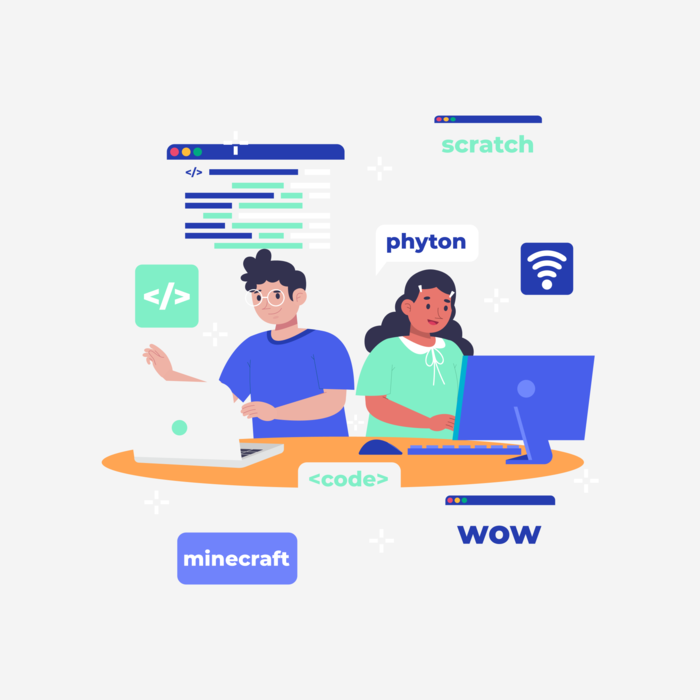 scratch
</>
phyton
</>
<code>
wow
minecraft